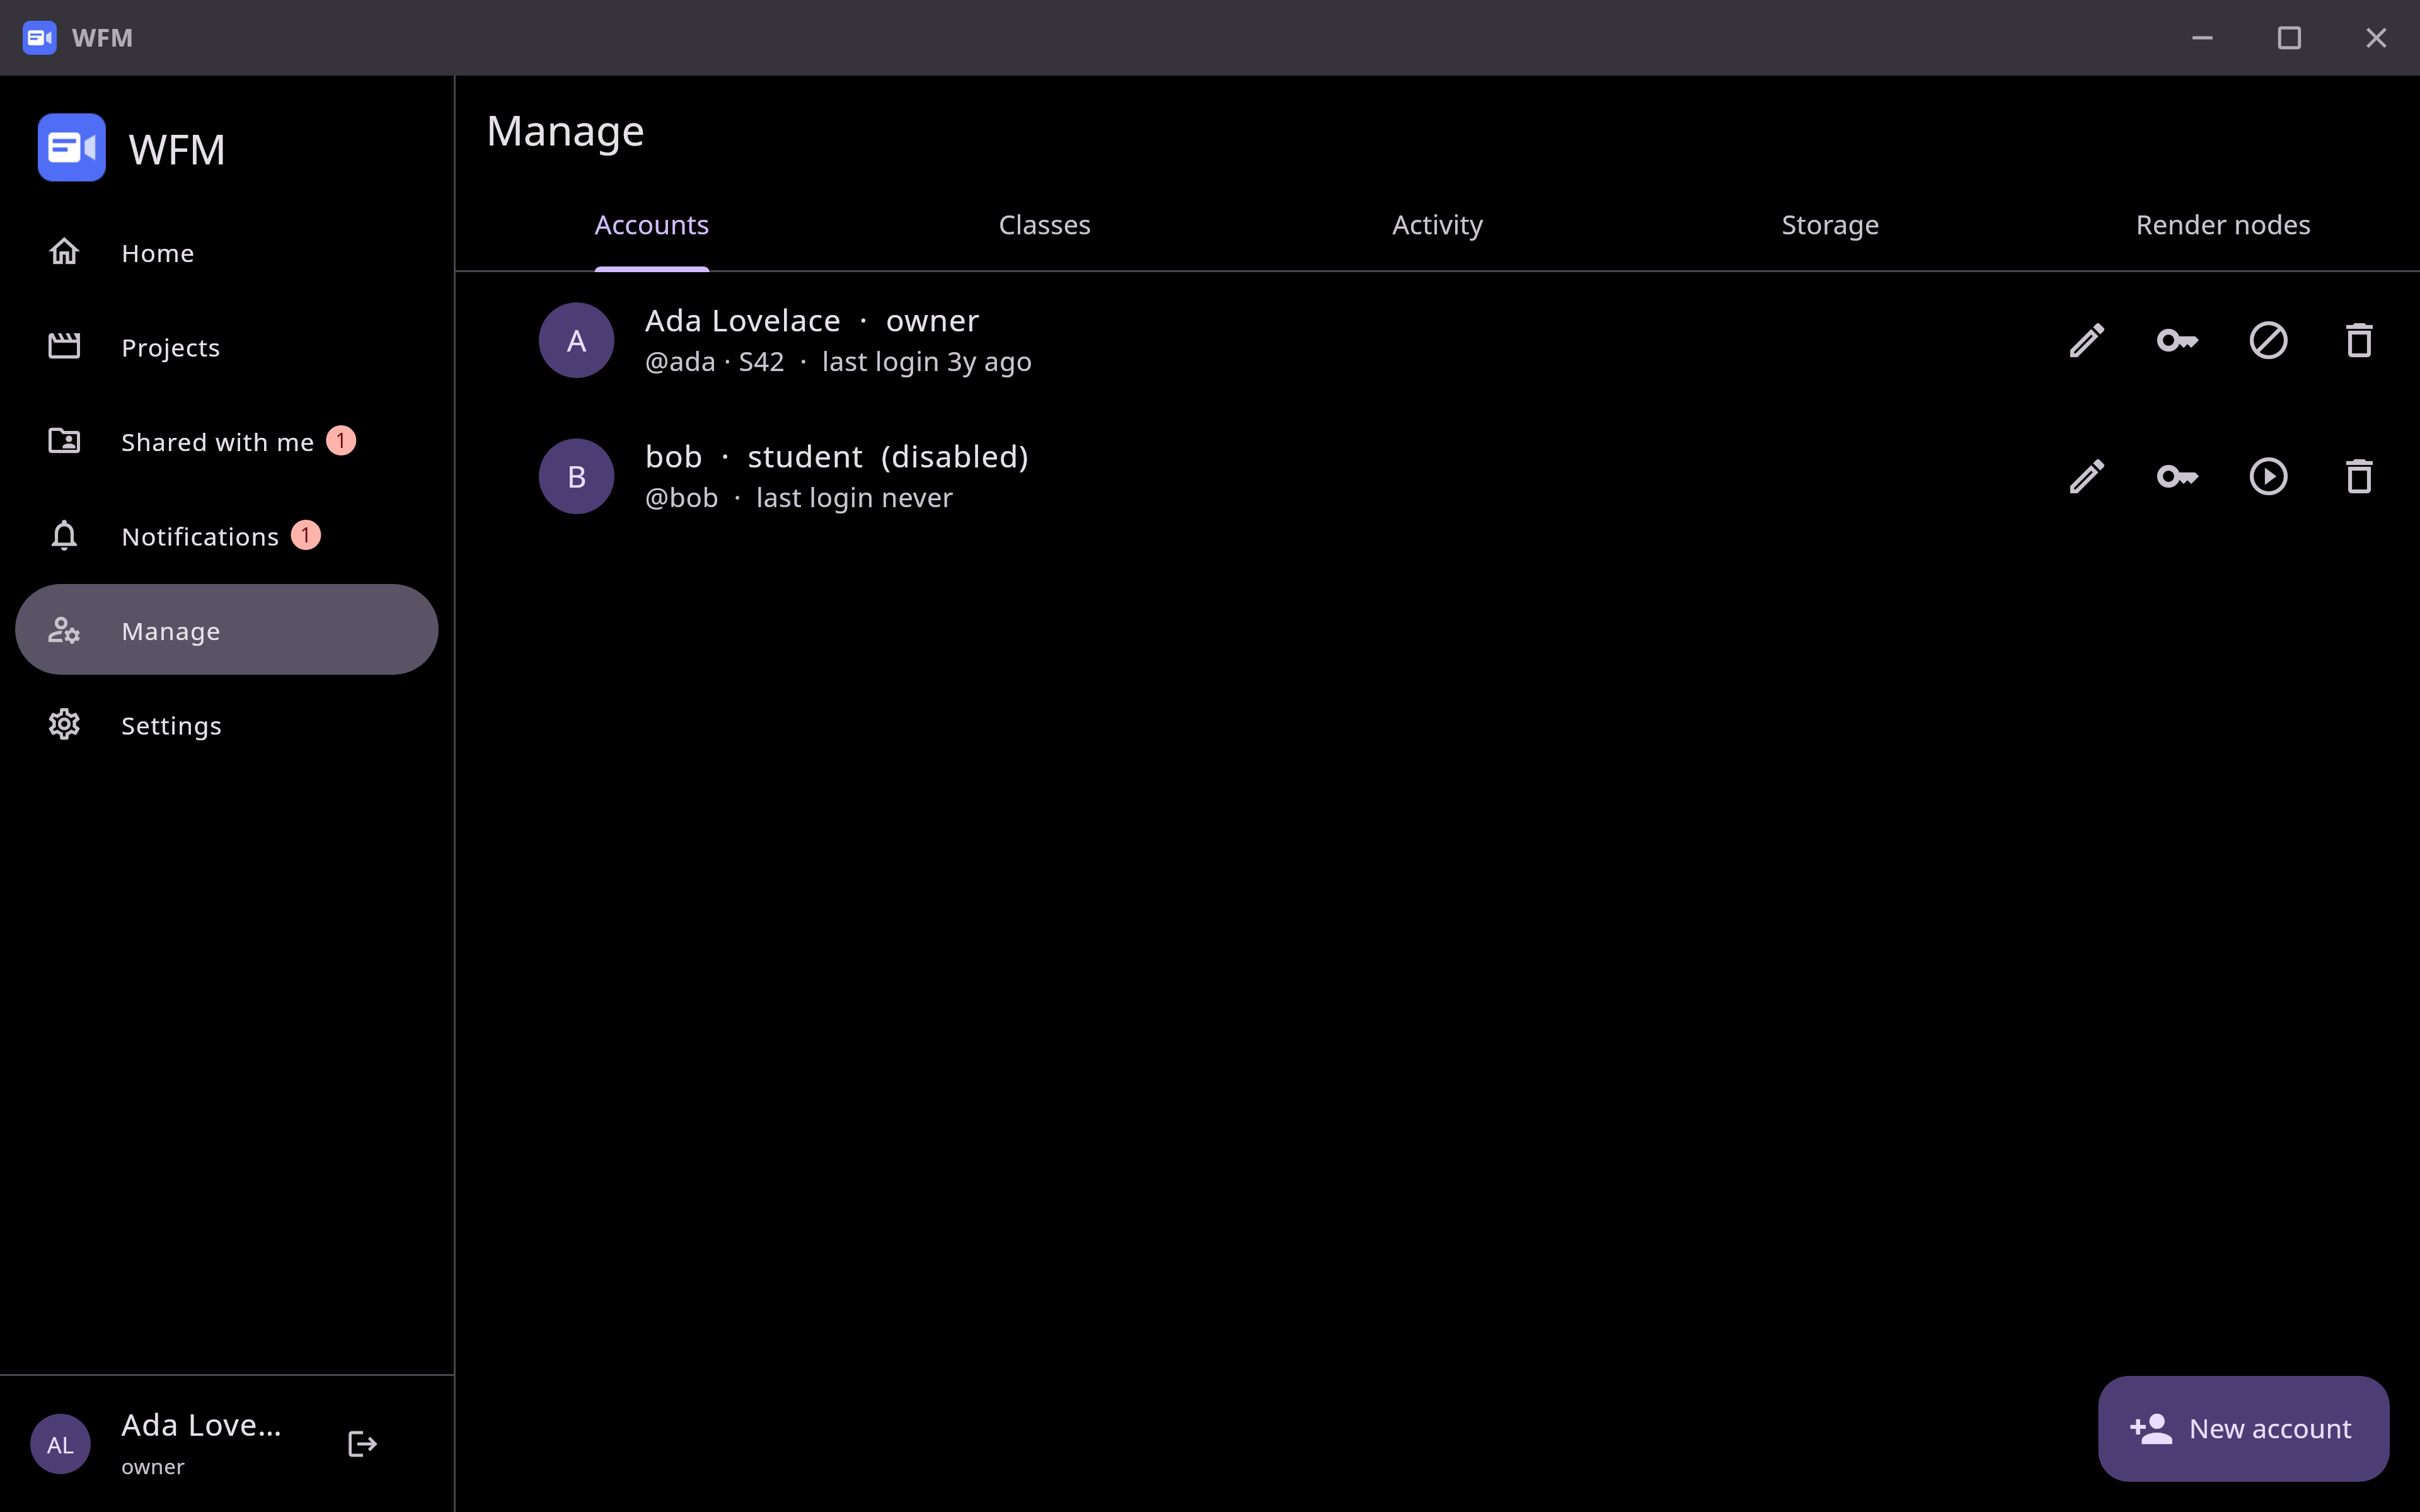 WFM
WFM
Home
Projects
Shared with me 1
Notifications 1
Manage
Settings
AL
Ada Love…
owner
Manage
Accounts
Classes
Activity
Storage
Render nodes
A
Ada Lovelace · owner
@ada · S42 · last login 3y ago
B
bob · student (disabled)
@bob · last login never
New account